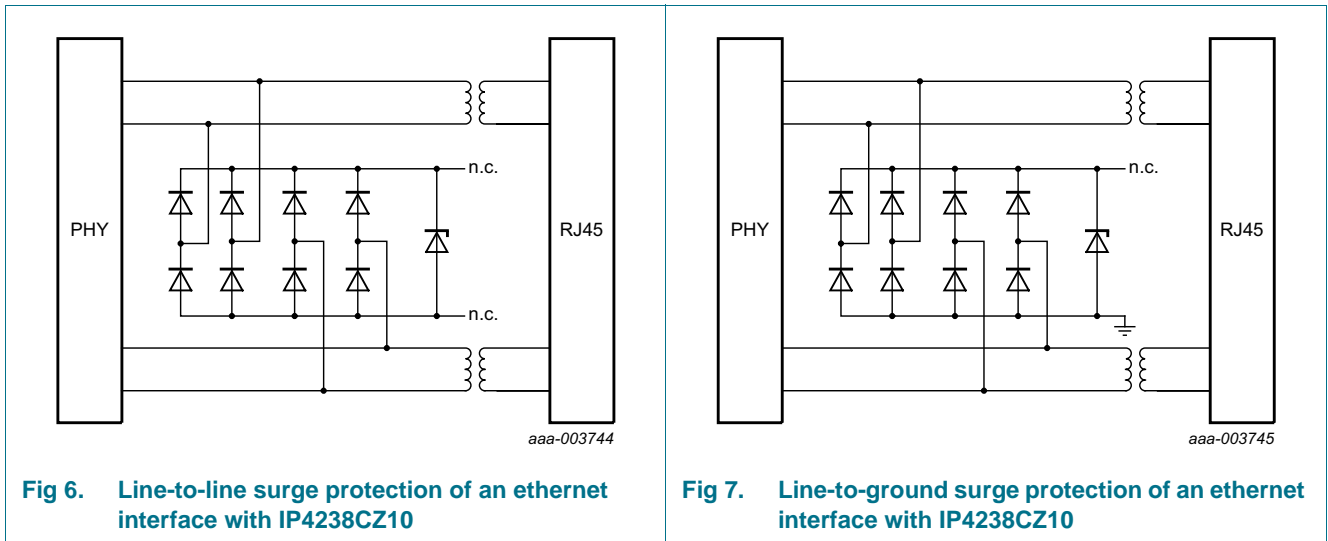 PHY
n.c.
n.c.
RJ45
aaa-003744
Fig 6. Line-to-line surge protection of an ethernet
interface with IP4238CZ10
PHY
n.c.
RJ45
aaa-003745
Fig 7. Line-to-ground surge protection of an ethernet
interface with IP4238CZ10